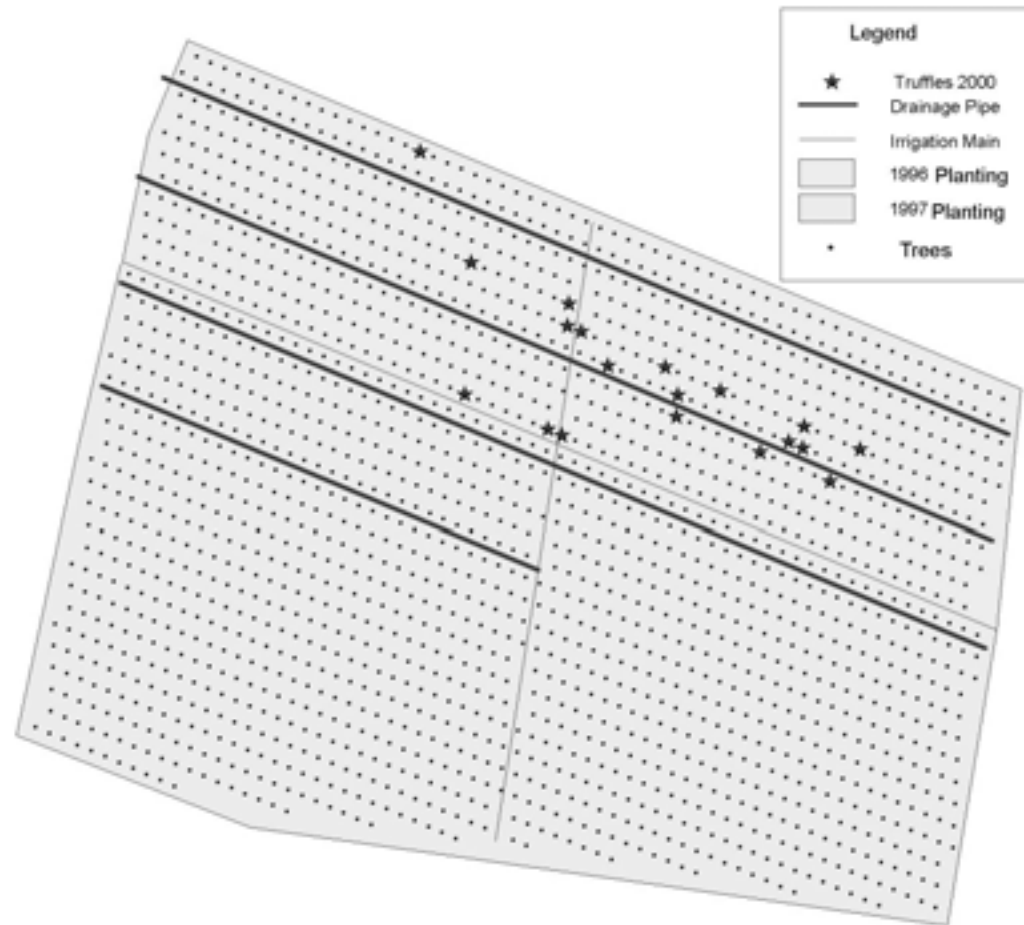 Legend
Truffles 2000
Drainage Pipe
Irrigation Main
1996 Planting
1997 Planting
Trees